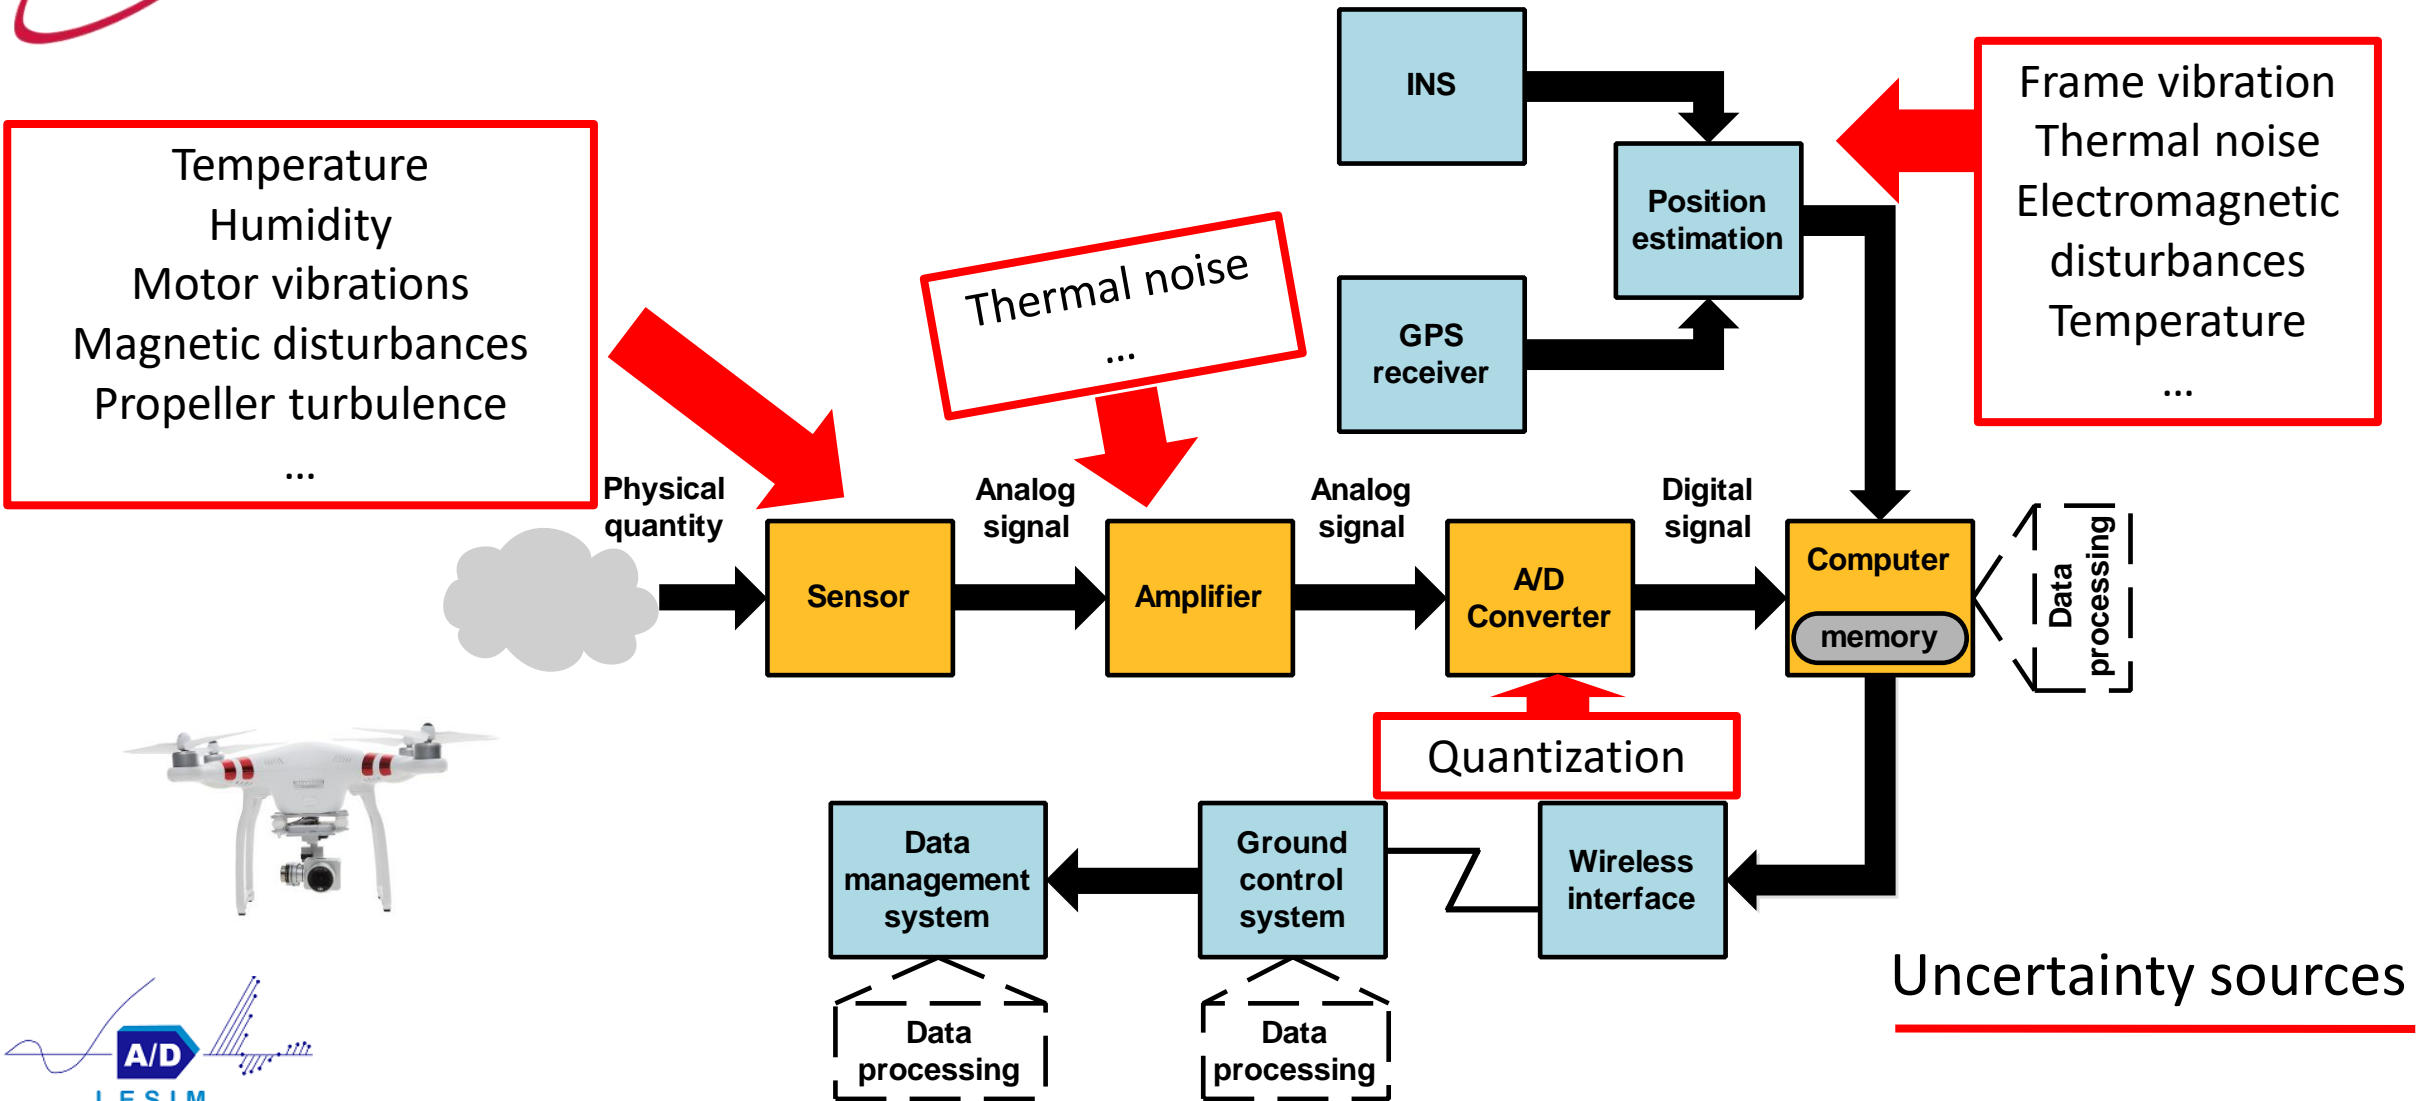 INS
Frame vibration
Thermal noise
Electromagnetic
disturbances
Temperature
...
Temperature
Humidity
Motor vibrations
Magnetic disturbances
Propeller turbulence
...
Thermal noise
...
Position
estimation
GPS
receiver
Physical
quantity
Analog
signal
Analog
signal
Digital
signal
Sensor
Amplifier
A/D
Converter
Computer
memory
Data
processing
Quantization
Data
management
system
Ground
control
system
Wireless
interface
Data
processing
Data
processing
Uncertainty sources
A/D
LESIM